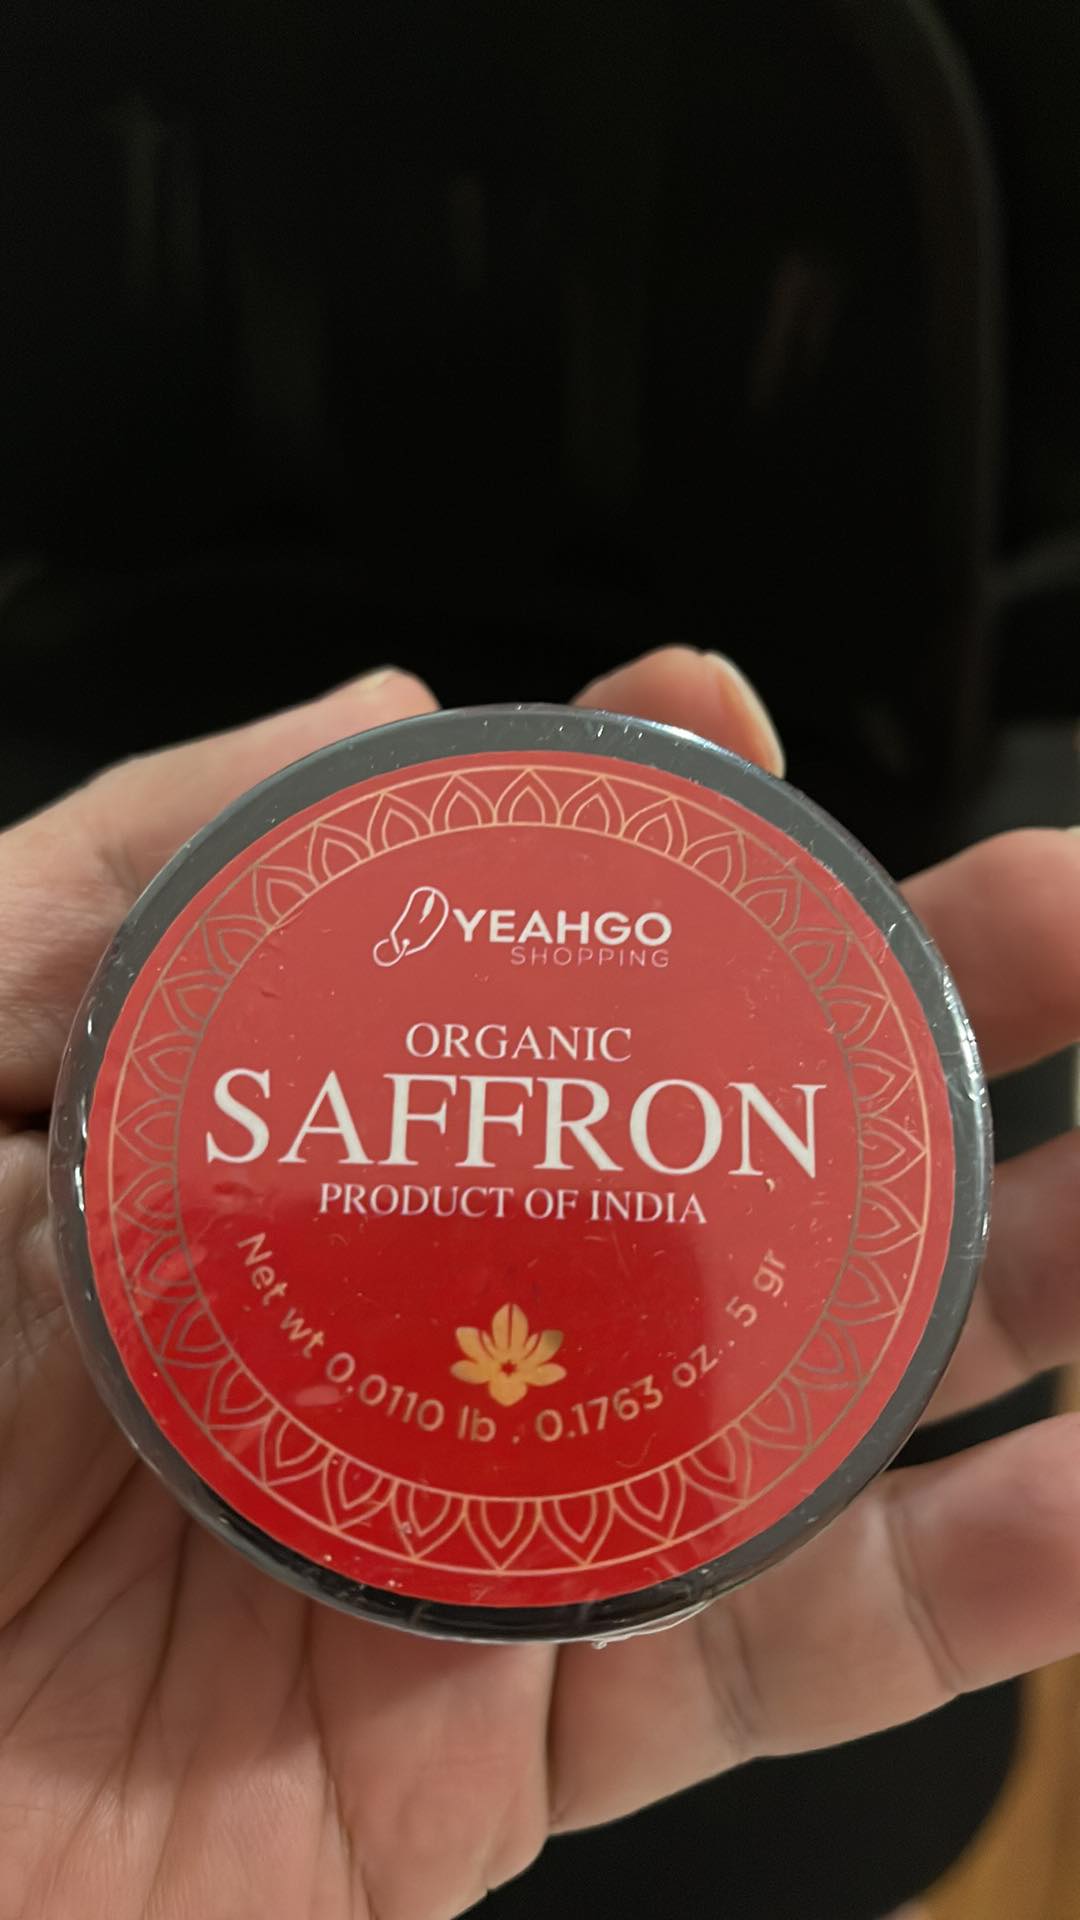 YEAHGO
SHOPPING
ORGANIC
SAFFRON
PRODUCT OF INDIA
Net wt 0.0110 lb . 0.1763 oz. . 5 gr